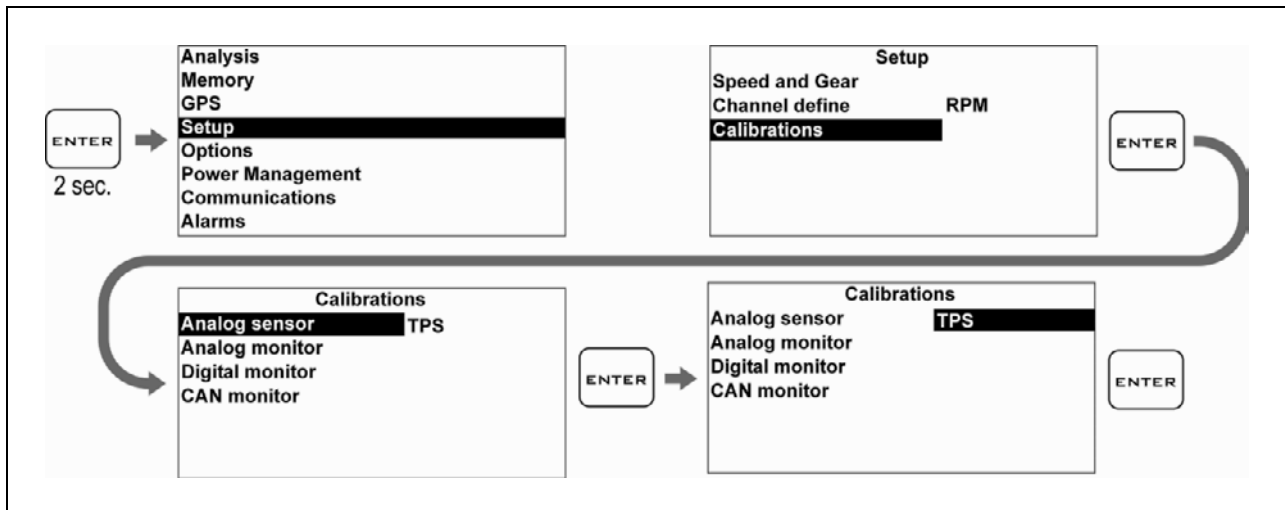 ENTER
2 sec.
Analysis
Memory
GPS
Setup
Options
Power Management
Communications
Alarms
Setup
Speed and Gear
Channel define RPM
Calibrations
ENTER
Calibrations
Analog sensor TPS
Analog monitor
Digital monitor
CAN monitor
ENTER
Calibrations
Analog sensor TPS
Analog monitor
Digital monitor
CAN monitor
ENTER